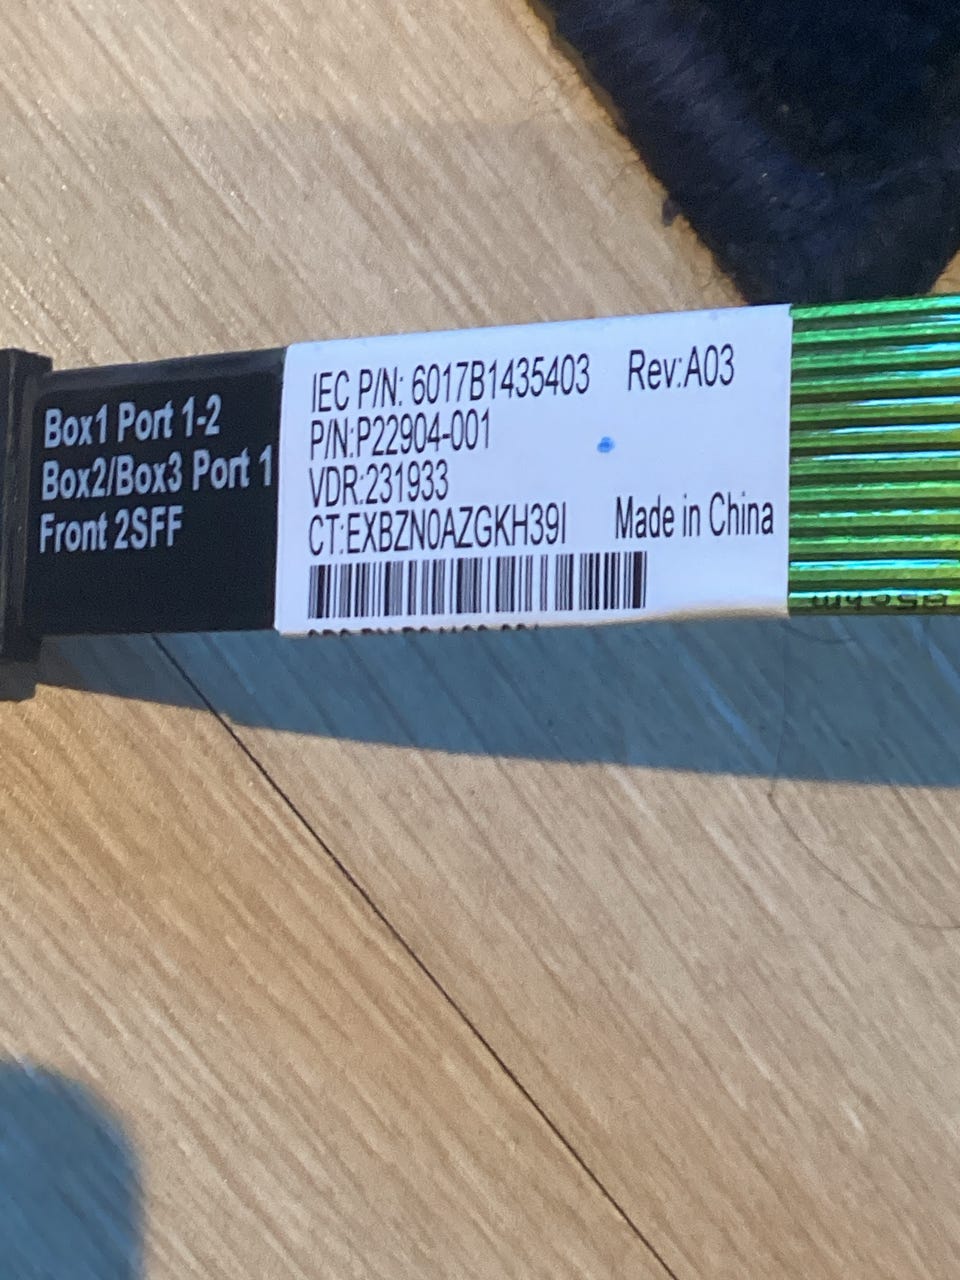 Box1 Port 1-2
Box2/Box3 Port 1
Front 2SFF
IEC P/N: 6017B1435403 Rev:A03
P/N:P22904-001
VDR:231933
CT:EXBZN0AZGKH39I Made in China